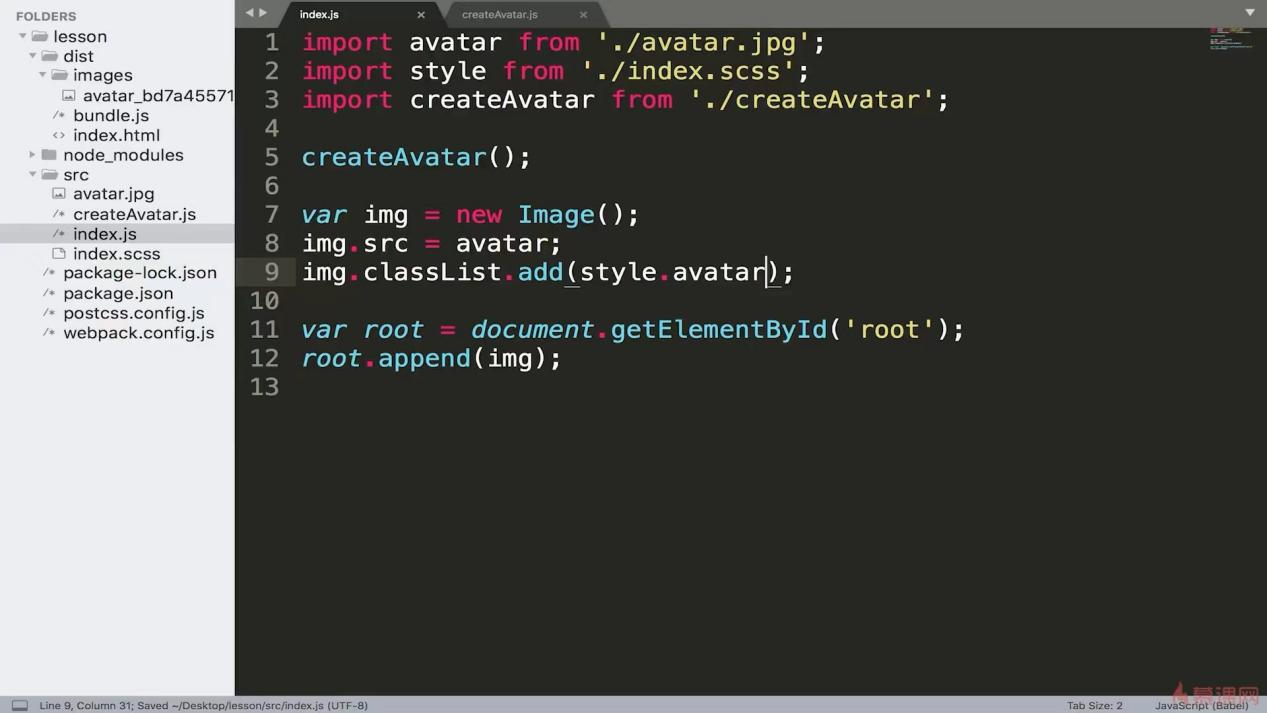 FOLDERS
lesson
dist
images
avatar_bd7a45571
bundle.js
index.html
node_modules
src
avatar.jpg
createAvatar.js
index.js
index.scss
package-lock.json
package.json
postcss.config.js
webpack.config.js
index.js
createAvatar.js
1 import avatar from './avatar.jpg';
2 import style from './index.scss';
3 import createAvatar from './createAvatar';
4
5 createAvatar();
6
7 var img = new Image();
8 img.src = avatar;
9 img.classList.add(style.avatar);
10
11 var root = document.getElementById('root');
12 root.append(img);
13
慕课网
Line 9, Column 31; Saved ~/Desktop/lesson/src/index.js (UTF-8)
Tab Size: 2
JavaScript (Babel)